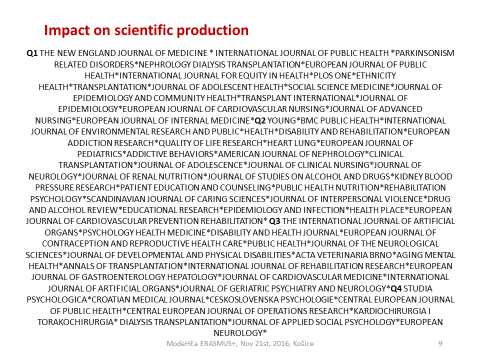 Impact on scientific production
Q1 THE NEW ENGLAND JOURNAL OF MEDICINE * INTERNATIONAL JOURNAL OF PUBLIC HEALTH *PARKINSONISM
RELATED DISORDERS*NEPHROLOGY DIALYSIS TRANSPLANTATION*EUROPEAN JOURNAL OF PUBLIC
HEALTH*INTERNATIONAL JOURNAL FOR EQUITY IN HEALTH*PLOS ONE*ETHNICITY
HEALTH*TRANSPLANTATION*JOURNAL OF ADOLESCENT HEALTH*SOCIAL SCIENCE MEDICINE*JOURNAL OF
EPIDEMIOLOGY AND COMMUNITY HEALTH*TRANSPLANT INTERNATIONAL*JOURNAL OF
EPIDEMIOLOGY*EUROPEAN JOURNAL OF CARDIOVASCULAR NURSING*JOURNAL OF ADVANCED
NURSING*EUROPEAN JOURNAL OF INTERNAL MEDICINE*Q2 YOUNG*BMC PUBLIC HEALTH*INTERNATIONAL
JOURNAL OF ENVIRONMENTAL RESEARCH AND PUBLIC*HEALTH*DISABILITY AND REHABILITATION*EUROPEAN
ADDICTION RESEARCH*QUALITY OF LIFE RESEARCH*HEART LUNG*EUROPEAN JOURNAL OF
PEDIATRICS*ADDICTIVE BEHAVIORS*AMERICAN JOURNAL OF NEPHROLOGY*CLINICAL
TRANSPLANTATION*JOURNAL OF ADOLESCENCE*JOURNAL OF CLINICAL NURSING*JOURNAL OF
NEUROLOGY*JOURNAL OF RENAL NUTRITION*JOURNAL OF STUDIES ON ALCOHOL AND DRUGS*KIDNEY BLOOD
PRESSURE RESEARCH*PATIENT EDUCATION AND COUNSELING*PUBLIC HEALTH NUTRITION*REHABILITATION
PSYCHOLOGY*SCANDINAVIAN JOURNAL OF CARING SCIENCES*JOURNAL OF INTERPERSONAL VIOLENCE*DRUG
AND ALCOHOL REVIEW*EDUCATIONAL RESEARCH*EPIDEMIOLOGY AND INFECTION*HEALTH PLACE*EUROPEAN
JOURNAL OF CARDIOVASCULAR PREVENTION REHABILITATION* Q3 THE INTERNATIONAL JOURNAL OF ARTIFICIAL
ORGANS*PSYCHOLOGY HEALTH MEDICINE*DISABILITY AND HEALTH JOURNAL*EUROPEAN JOURNAL OF
CONTRACEPTION AND REPRODUCTIVE HEALTH CARE*PUBLIC HEALTH*JOURNAL OF THE NEUROLOGICAL
SCIENCES*JOURNAL OF DEVELOPMENTAL AND PHYSICAL DISABILITIES*ACTA VETERINARIA BRNO*AGING MENTAL
HEALTH*ANNALS OF TRANSPLANTATION*INTERNATIONAL JOURNAL OF REHABILITATION RESEARCH*EUROPEAN
JOURNAL OF GASTROENTEROLOGY HEPATOLOGY*JOURNAL OF CARDIOVASCULAR MEDICINE*INTERNATIONAL
JOURNAL OF ARTIFICIAL ORGANS*JOURNAL OF GERIATRIC PSYCHIATRY AND NEUROLOGY*Q4 STUDIA
PSYCHOLOGICA*CROATIAN MEDICAL JOURNAL*CESKOSLOVENSKA PSYCHOLOGIE*CENTRAL EUROPEAN JOURNAL
OF PUBLIC HEALTH*CENTRAL EUROPEAN JOURNAL OF OPERATIONS RESEARCH*KARDIOCHIRURGIA I
TORAKOCHIRURGIA* DIALYSIS TRANSPLANTATION*JOURNAL OF APPLIED SOCIAL PSYCHOLOGY*EUROPEAN
NEUROLOGY*
ModeHEa ERASMUS+, Nov 21st, 2016, Košice
9